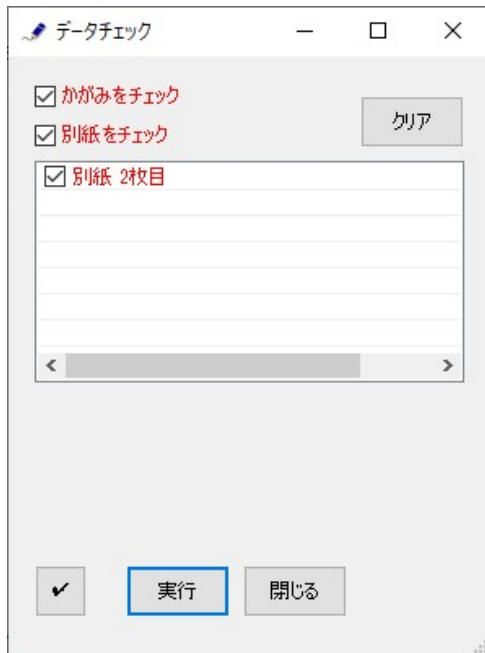 データチェック
かがみをチェック
別紙をチェック
クリア
別紙 2枚目
実行
閉じる